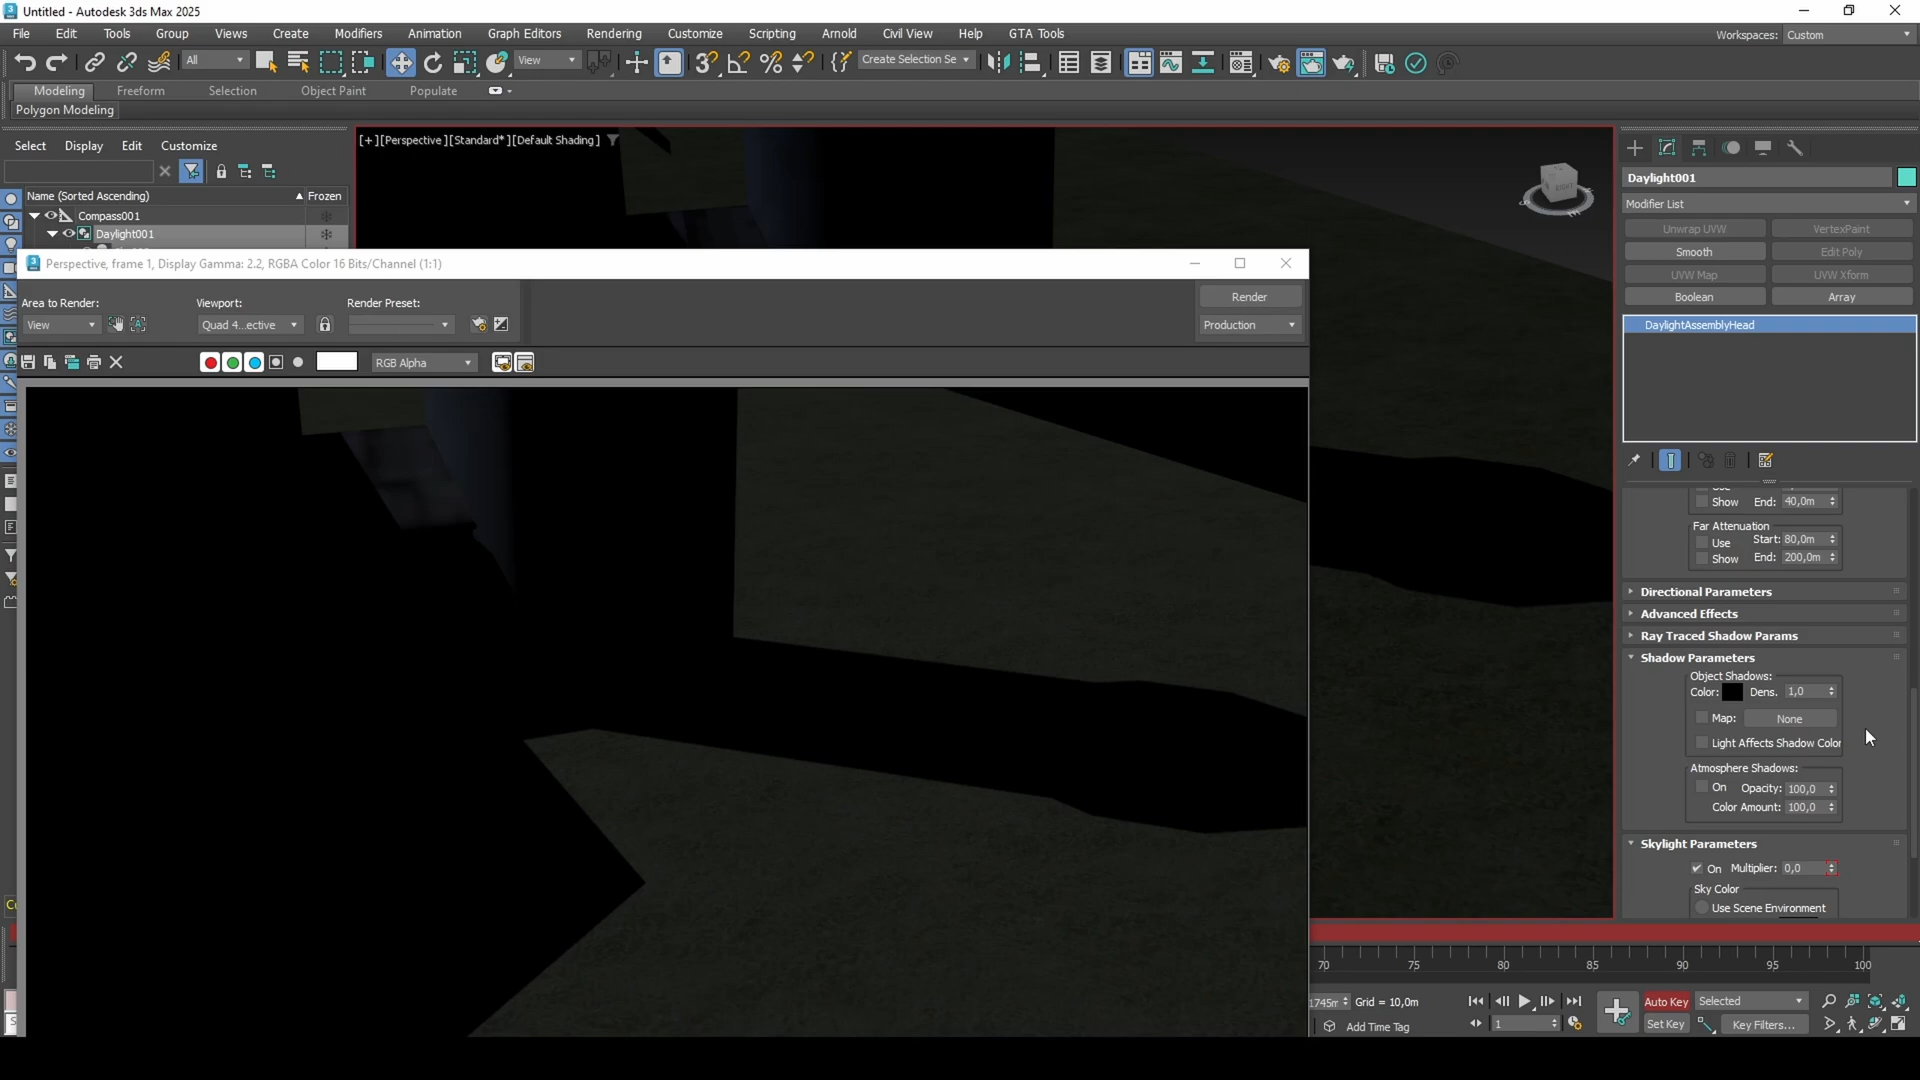 Untitled - Autodesk 3ds Max 2025
File Edit Tools Group Views Create Modifiers Animation Graph Editors Rendering Customize Scripting Arnold Civil View Help GTA Tools
Workspaces: Custom
All View Create Selection Se
Modeling Freeform Selection Object Paint Populate
Polygon Modeling
Select Display Edit Customize
[+][Perspective][Standard*][Default Shading]
Name (Sorted Ascending) Frozen
Compass001
Daylight001
RIGHT
Daylight001
Modifier List
Unwrap UVW VertexPaint
Smooth Edit Poly
UVW Map UVW Xform
Boolean Array
DaylightAssemblyHead
Perspective, frame 1, Display Gamma: 2.2, RGBA Color 16 Bits/Channel (1:1)
Area to Render: Viewport: Render Preset: Render
View Quad 4...ective Production
RGB Alpha
Use
Show End: 40,0m
Far Attenuation
Use Start: 80,0m
Show End: 200,0m
Directional Parameters
Advanced Effects
Ray Traced Shadow Params
Shadow Parameters
Object Shadows:
Color: Dens. 1,0
Map: None
Light Affects Shadow Color
Atmosphere Shadows:
On Opacity: 100,0
Color Amount: 100,0
Skylight Parameters
On Multiplier: 0,0
Sky Color
Use Scene Environment
70 75 80 85 90 95 100
1745m Grid = 10,0m Auto Key Selected
Add Time Tag 1 Set Key Key Filters...